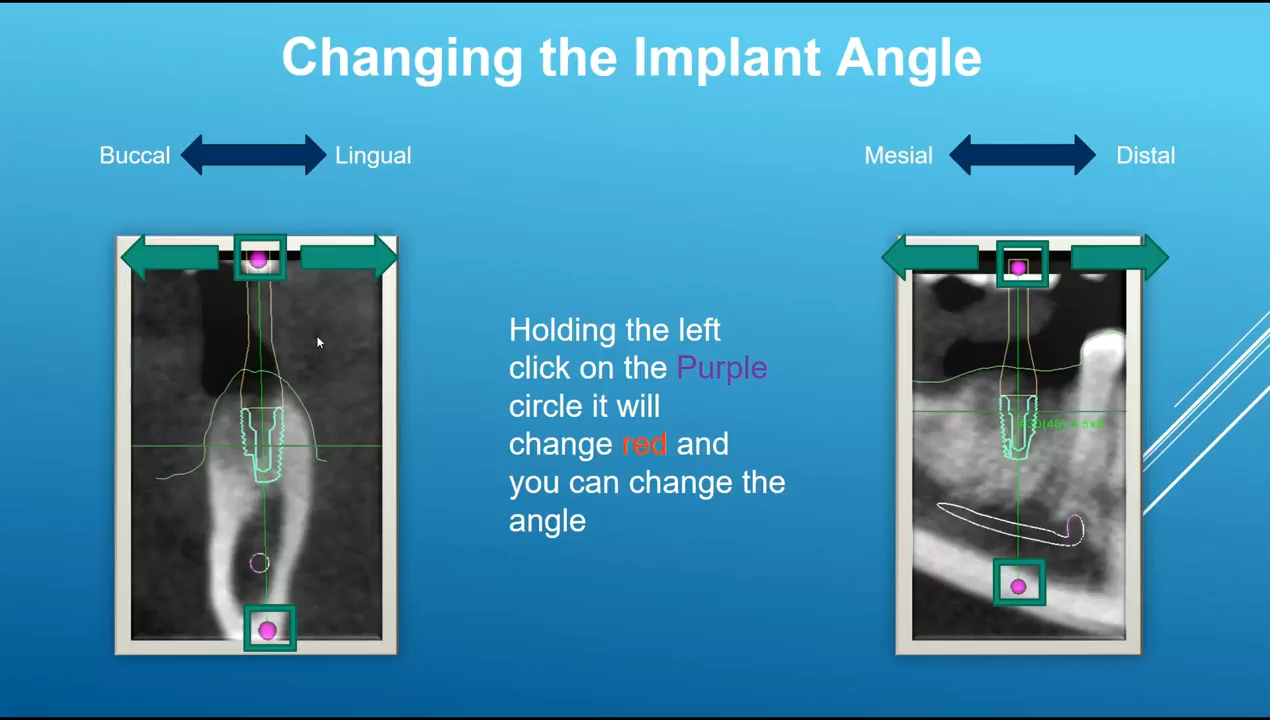 Changing the Implant Angle
Buccal
Lingual
Mesial
Distal
Holding the left
click on the Purple
circle it will
change red and
you can change the
angle